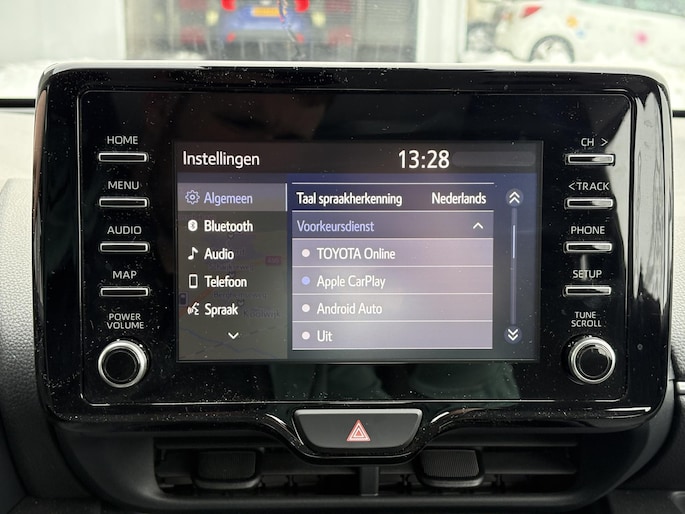 HOME
MENU
AUDIO
MAP
POWER
VOLUME
Instellingen 13:28
Algemeen
Bluetooth
Audio
Telefoon
Spraak
Taal spraakherkenning Nederlands
Voorkeursdienst
TOYOTA Online
Apple CarPlay
Android Auto
Uit
CH >
<TRACK
PHONE
SETUP
TUNE
SCROLL